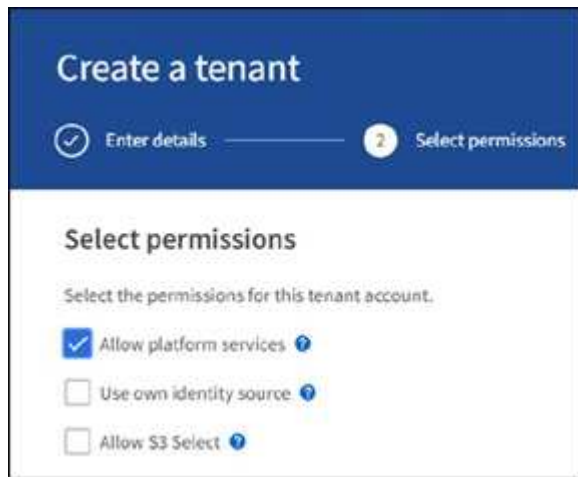 Create a tenant
Enter details
2 Select permissions
Select permissions
Select the permissions for this tenant account.
Allow platform services ?
Use own identity source ?
Allow S3 Select ?